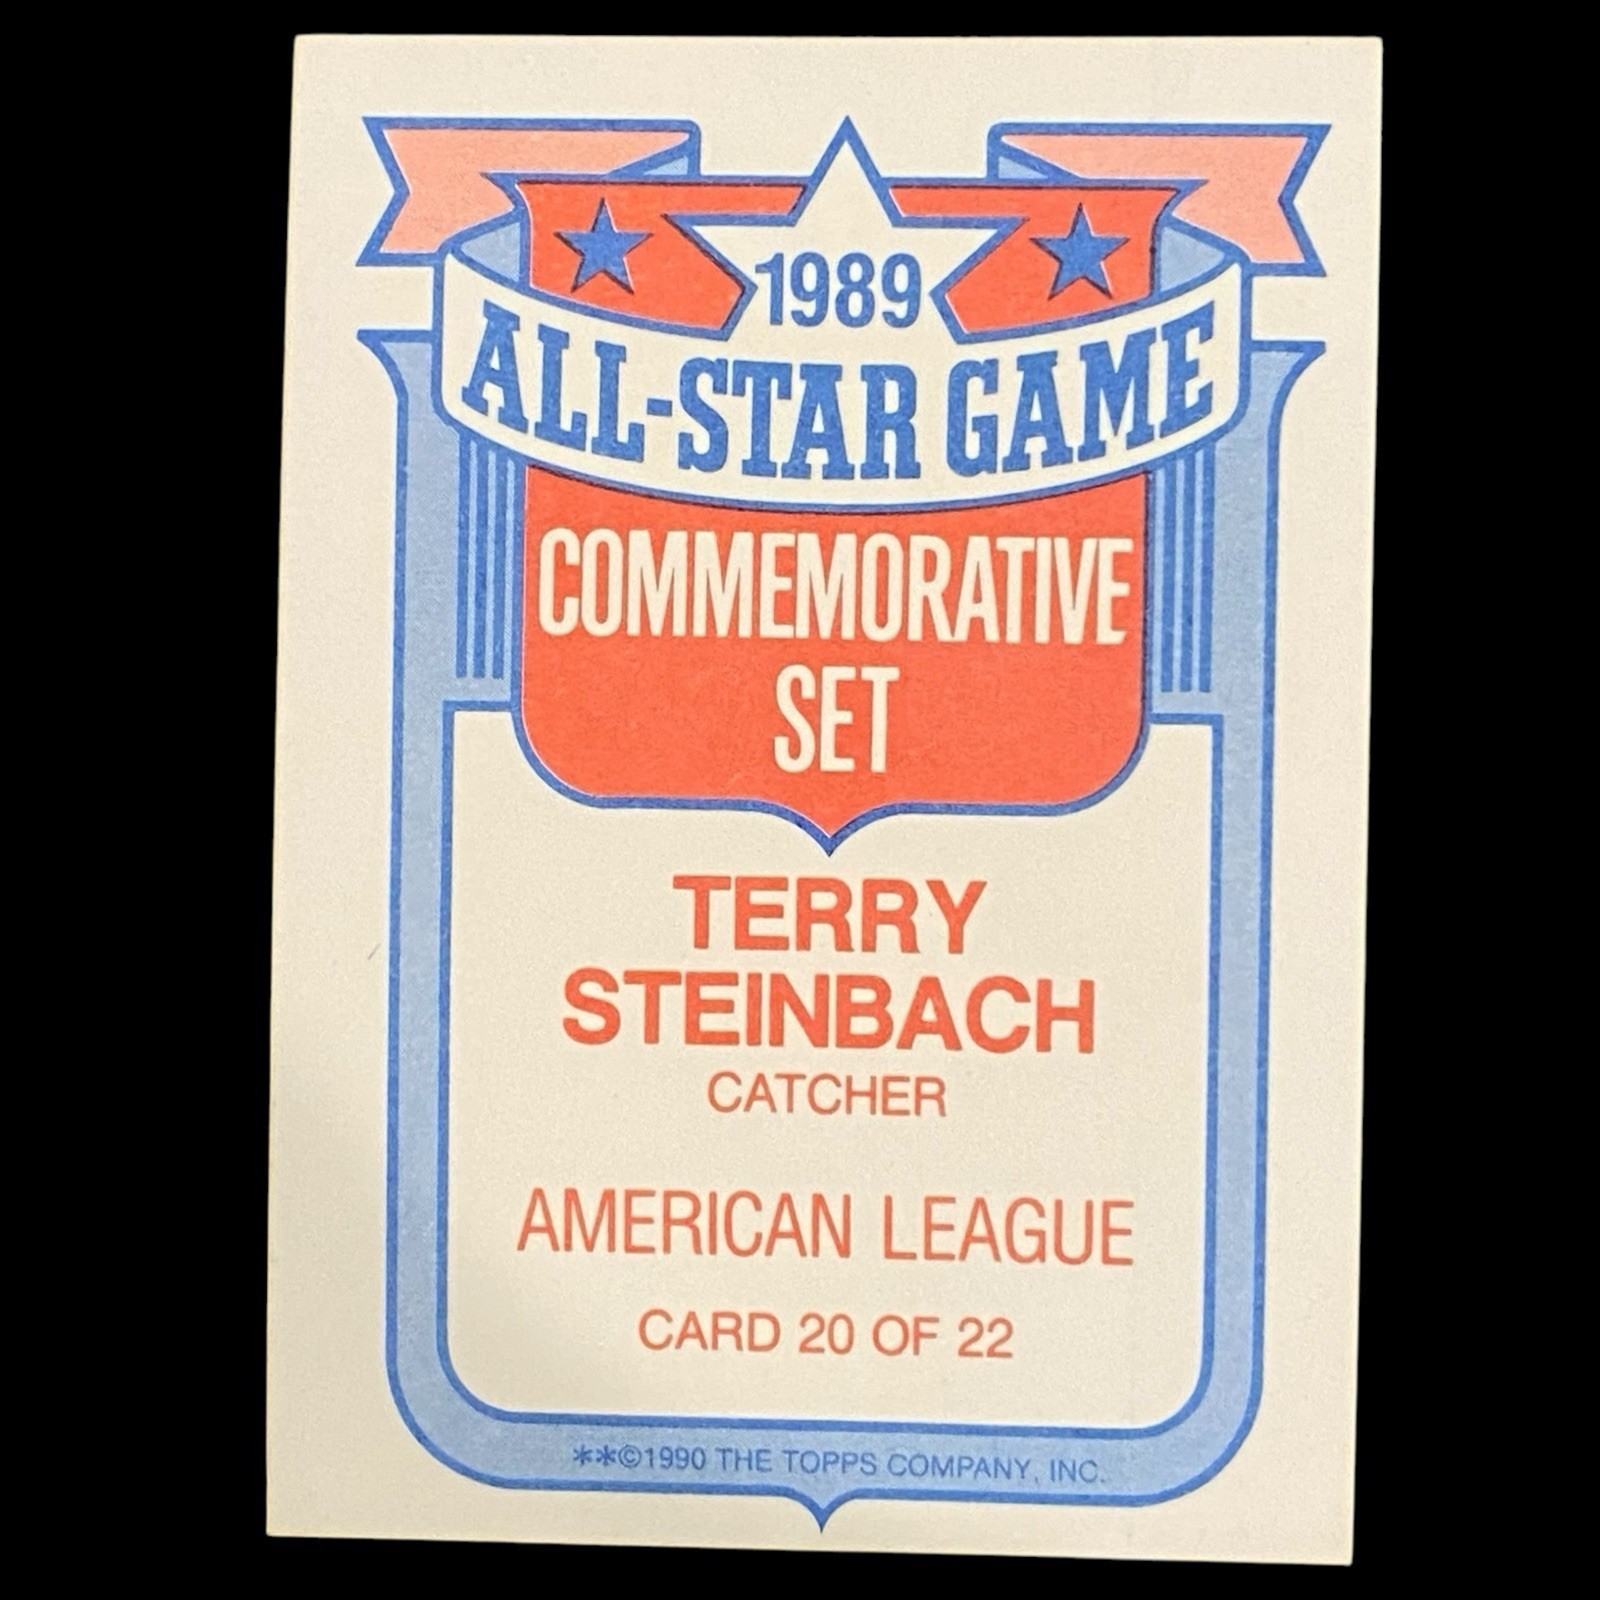 1989
ALL-STAR GAME
COMMEMORATIVE
SET
TERRY
STEINBACH
CATCHER
AMERICAN LEAGUE
CARD 20 OF 22
**©1990 THE TOPPS COMPANY, INC.